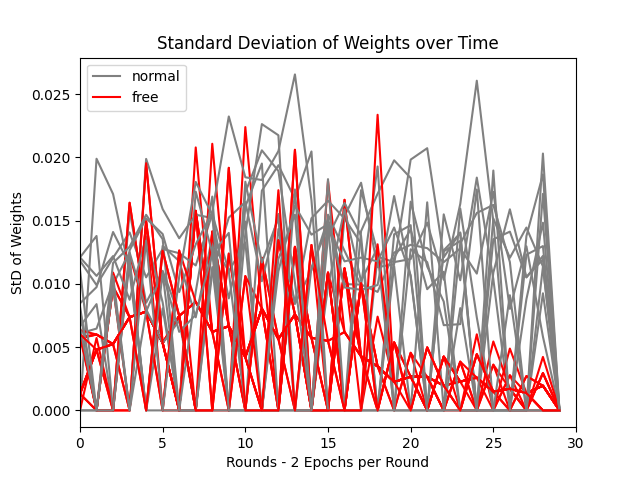 Standard Deviation of Weights over Time
normal
free
StD of Weights
0.025
0.020
0.015
0.010
0.005
0.000
0
5
10
15
20
25
30
Rounds - 2 Epochs per Round